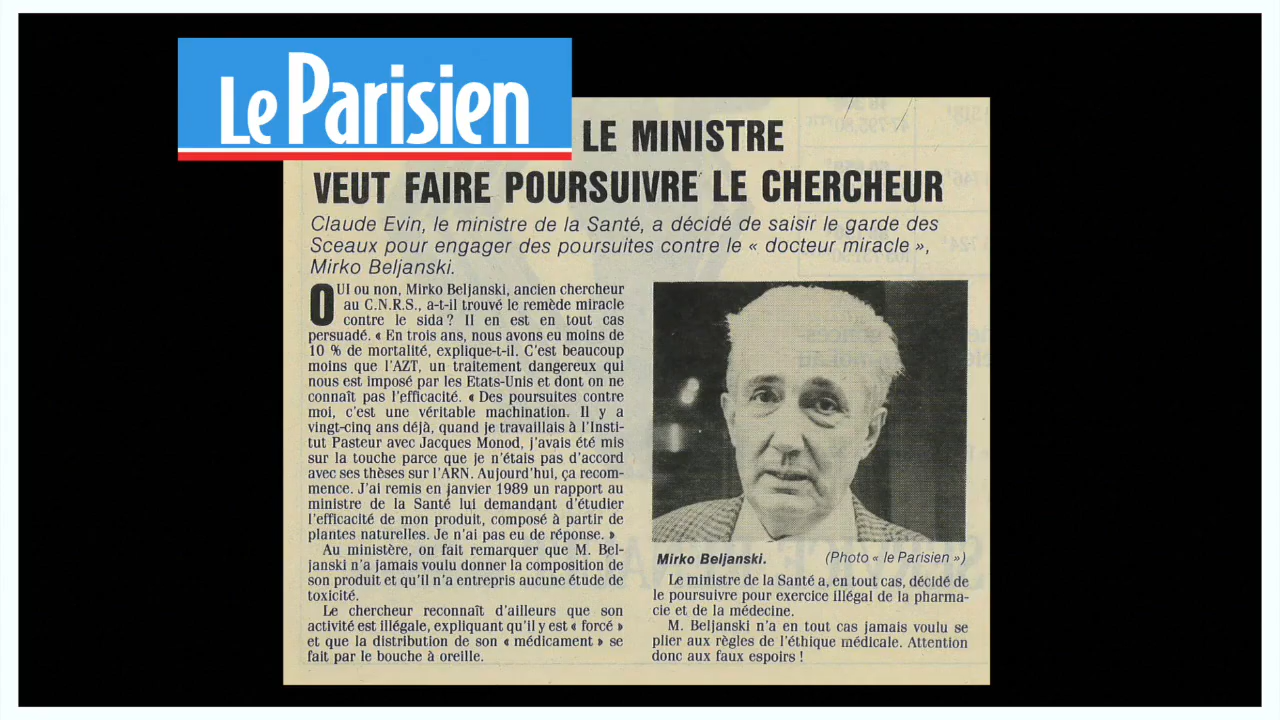 Le Parisien
LE MINISTRE
VEUT FAIRE POURSUIVRE LE CHERCHEUR
Claude Evin, le ministre de la Santé, a décidé de saisir le garde des
Sceaux pour engager des poursuites contre le « docteur miracle »,
Mirko Beljanski.
OUI ou non, Mirko Beljanski, ancien chercheur
au C.N.R.S., a-t-il trouvé le remède miracle
contre le sida ? Il en est en tout cas
persuadé. « En trois ans, nous avons eu moins de
10 % de mortalité, explique-t-il. C'est beaucoup
moins que l'AZT, un traitement dangereux qui
nous est imposé par les Etats-Unis et dont on ne
connaît pas l'efficacité. « Des poursuites contre
moi, c'est une véritable machination. Il y a
vingt-cinq ans déjà, quand je travaillais à l'Insti-
tut Pasteur avec Jacques Monod, j'avais été mis
sur la touche parce que je n'étais pas d'accord
avec ses thèses sur l'ARN. Aujourd'hui, ça recom-
mence. J'ai remis en janvier 1989 un rapport au
ministre de la Santé lui demandant d'étudier
l'efficacité de mon produit, composé à partir de
plantes naturelles. Je n'ai pas eu de réponse. »
Au ministère, on fait remarquer que M. Bel-
janski n'a jamais voulu donner la composition de
son produit et qu'il n'a entrepris aucune étude de
toxicité.
Le chercheur reconnaît d'ailleurs que son
activité est illégale, expliquant qu'il y est « forcé »
et que la distribution de son « médicament » se
fait par le bouche à oreille.
Mirko Beljanski. (Photo « le Parisien »)
Le ministre de la Santé a, en tout cas, décidé de
le poursuivre pour exercice illégal de la pharma-
cie et de la médecine.
M. Beljanski n'a en tout cas jamais voulu se
plier aux règles de l'éthique médicale. Attention
donc aux faux espoirs !